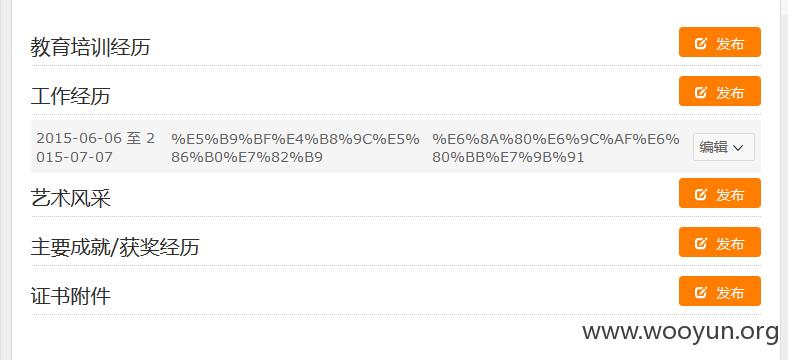 教育培训经历 发布
工作经历 发布
2015-06-06 至 2 %E5%B9%BF%E4%B8%9C%E5% %E6%8A%80%E6%9C%AF%E6% 编辑
015-07-07 86%B0%E7%82%B9 80%BB%E7%9B%91
艺术风采 发布
主要成就/获奖经历 发布
证书附件 发布
www.wooyun.org